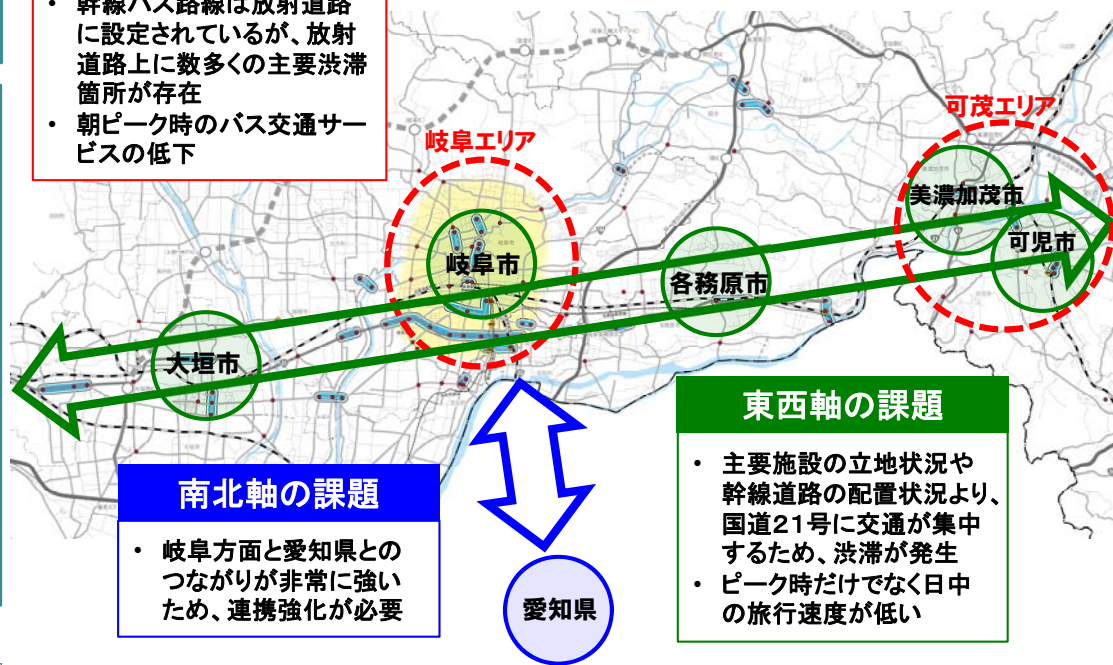 ・ 幹線バス路線は放射道路
に設定されているが、放射
道路上に数多くの主要渋滞
箇所が存在
・ 朝ピーク時のバス交通サー
ビスの低下
岐阜エリア
可茂エリア
美濃加茂市
可児市
岐阜市
各務原市
大垣市
東西軸の課題
・ 主要施設の立地状況や
幹線道路の配置状況より、
国道21号に交通が集中
するため、渋滞が発生
・ ピーク時だけでなく日中
の旅行速度が低い
南北軸の課題
・ 岐阜方面と愛知県との
つながりが非常に強い
ため、連携強化が必要
愛知県